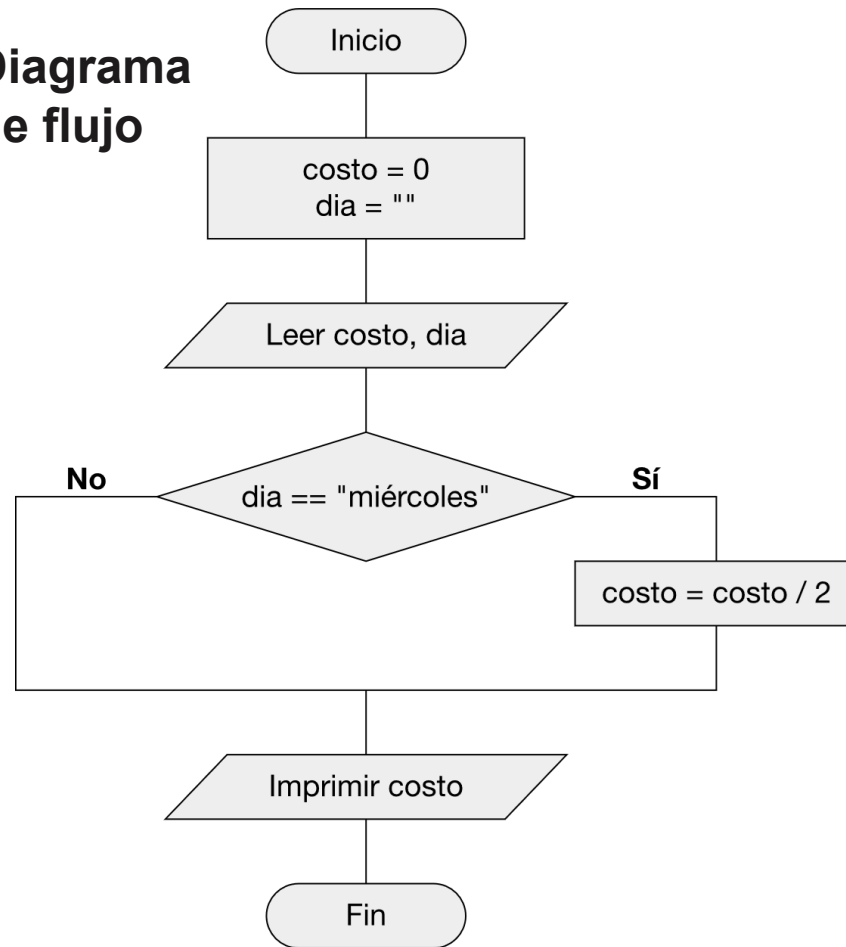 Diagrama
e flujo
Inicio
costo = 0
dia = ""
Leer costo, dia
No
dia == "miércoles"
Sí
costo = costo / 2
Imprimir costo
Fin